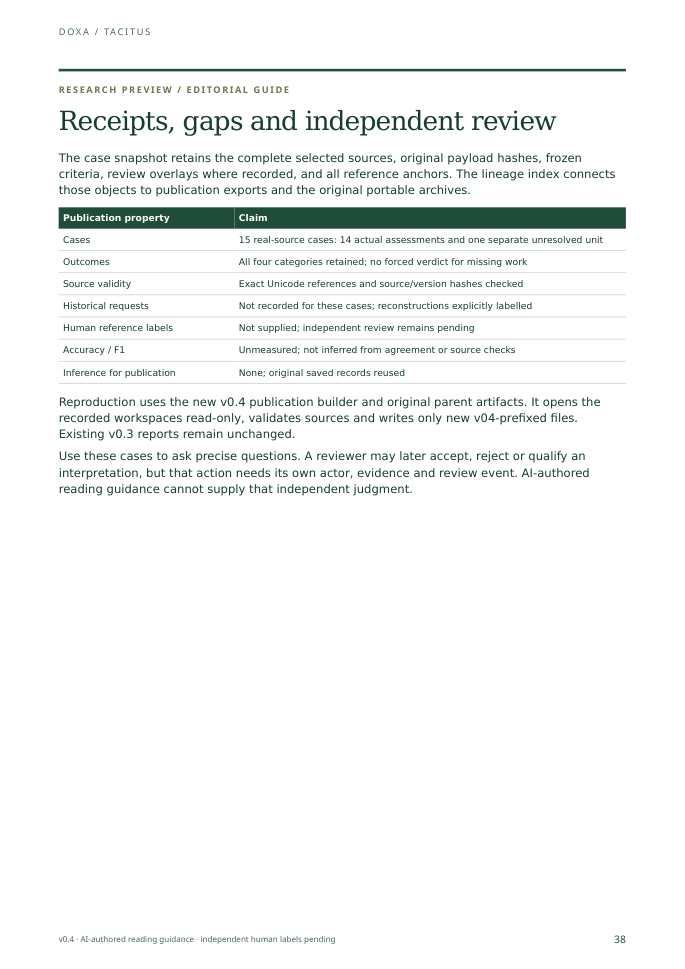 DOXA / TACITUS
RESEARCH PREVIEW / EDITORIAL GUIDE
Receipts, gaps and independent review
The case snapshot retains the complete selected sources, original payload hashes, frozen
criteria, review overlays where recorded, and all reference anchors. The lineage index connects
those objects to publication exports and the original portable archives.
Publication property Claim
Cases 15 real-source cases: 14 actual assessments and one separate unresolved unit
Outcomes All four categories retained; no forced verdict for missing work
Source validity Exact Unicode references and source/version hashes checked
Historical requests Not recorded for these cases; reconstructions explicitly labelled
Human reference labels Not supplied; independent review remains pending
Accuracy / F1 Unmeasured; not inferred from agreement or source checks
Inference for publication None; original saved records reused
Reproduction uses the new v0.4 publication builder and original parent artifacts. It opens the
recorded workspaces read-only, validates sources and writes only new v04-prefixed files.
Existing v0.3 reports remain unchanged.
Use these cases to ask precise questions. A reviewer may later accept, reject or qualify an
interpretation, but that action needs its own actor, evidence and review event. AI-authored
reading guidance cannot supply that independent judgment.
v0.4 · AI-authored reading guidance · independent human labels pending 38